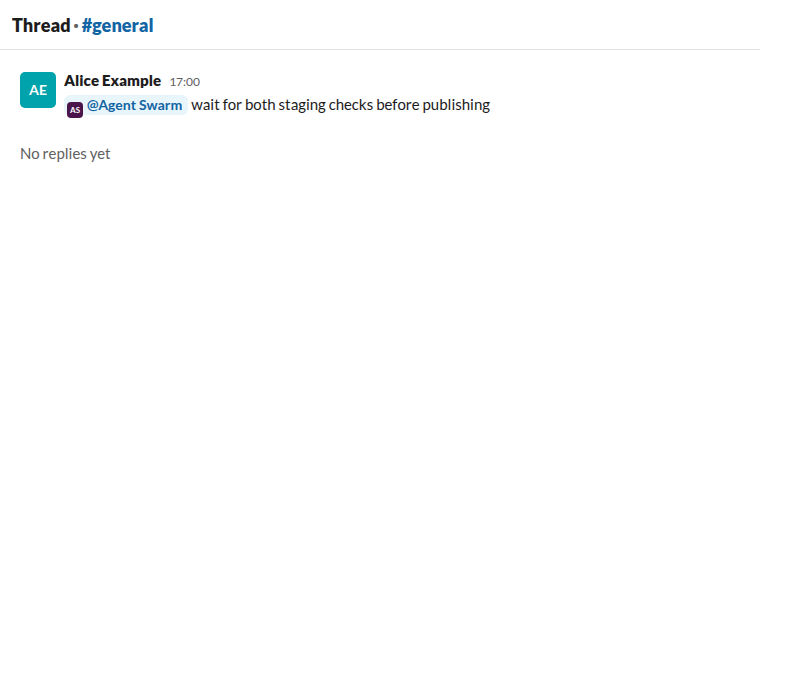 Thread • #general
AE
Alice Example 17:00
AS @Agent Swarm wait for both staging checks before publishing
No replies yet